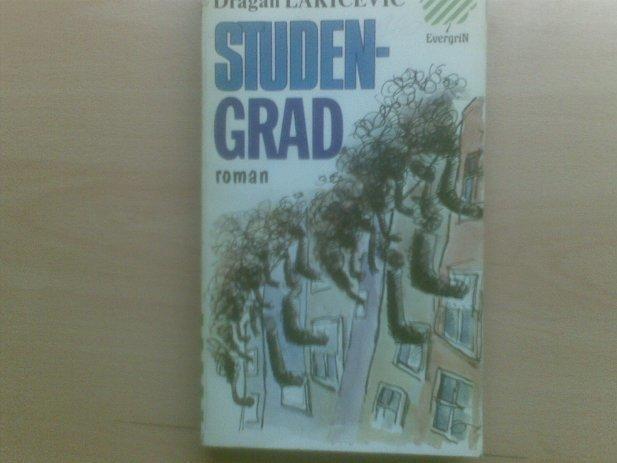 Dragan LAKIĆEVIĆ
EvergriN
STUDEN-
GRAD
roman